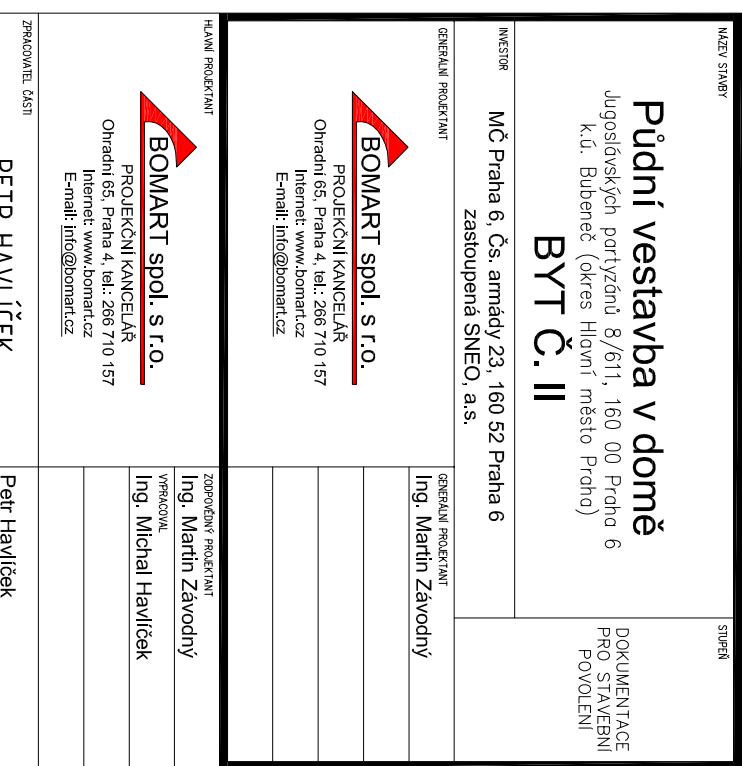 NÁZEV STAVBY
Půdní vestavba v domě
Jugoslávských partyzánů 8/611, 160 00 Praha 6
k.ú. Bubeneč (okres Hlavní město Praha)
BYT Č. II
STUPEŇ
DOKUMENTACE
PRO STAVEBNÍ
POVOLENÍ
INVESTOR
MČ Praha 6, Čs. armády 23, 160 52 Praha 6
zastoupená SNEO, a.s.
GENERÁLNÍ PROJEKTANT
BOMART spol. s r.o.
PROJEKČNÍ KANCELÁŘ
Ohradní 65, Praha 4, tel.: 266 710 157
Internet: www.bomart.cz
E-mail: info@bomart.cz
GENERÁLNÍ PROJEKTANT
Ing. Martin Závodný
HLAVNÍ PROJEKTANT
BOMART spol. s r.o.
PROJEKČNÍ KANCELÁŘ
Ohradní 65, Praha 4, tel.: 266 710 157
Internet: www.bomart.cz
E-mail: info@bomart.cz
ZODPOVĚDNÝ PROJEKTANT
Ing. Martin Závodný
VYPRACOVAL
Ing. Michal Havlíček
ZPRACOVATEL ČÁSTI
PETR HAVLÍČEK
Petr Havlíček